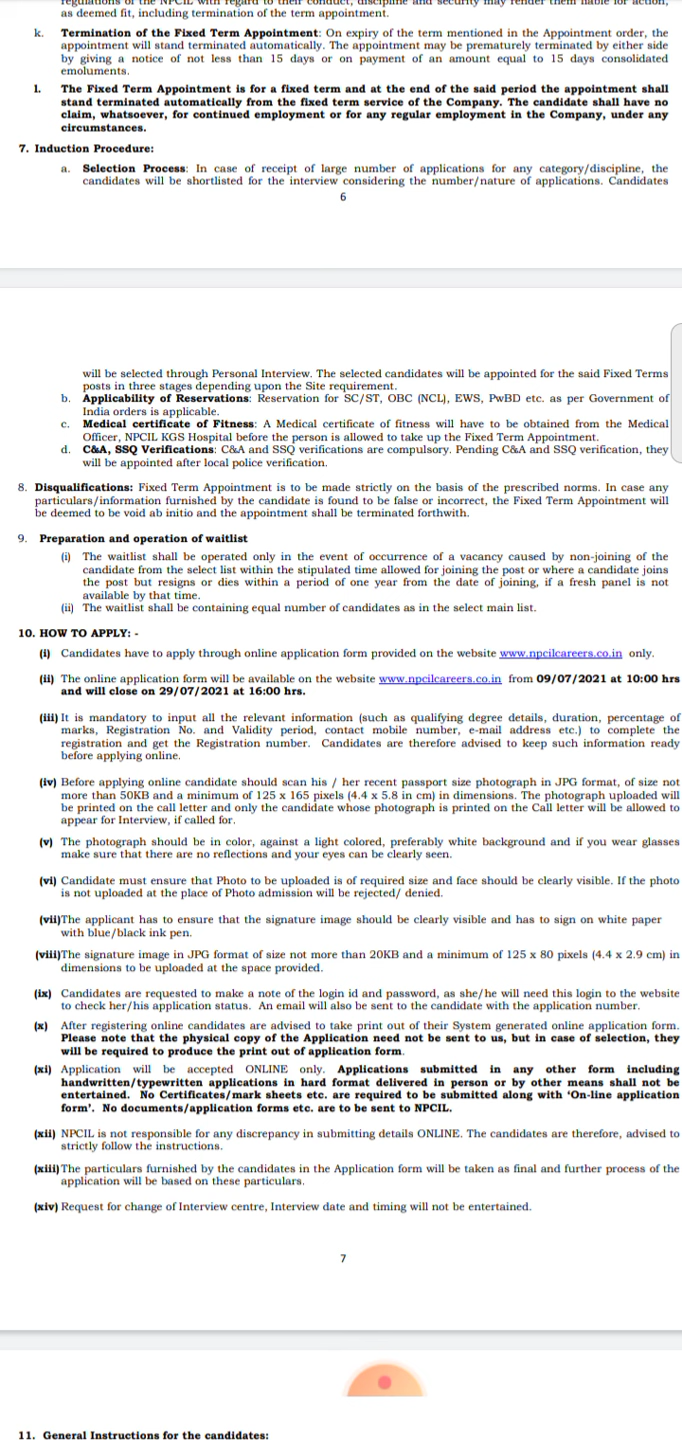 regulations of the NPCIL with regard to their conduct, discipline and security may render them liable for action,
as deemed fit, including termination of the term appointment.
k. Termination of the Fixed Term Appointment: On expiry of the term mentioned in the Appointment order, the
appointment will stand terminated automatically. The appointment may be prematurely terminated by either side
by giving a notice of not less than 15 days or on payment of an amount equal to 15 days consolidated
emoluments.
l. The Fixed Term Appointment is for a fixed term and at the end of the said period the appointment shall
stand terminated automatically from the fixed term service of the Company. The candidate shall have no
claim, whatsoever, for continued employment or for any regular employment in the Company, under any
circumstances.
7. Induction Procedure:
a. Selection Process: In case of receipt of large number of applications for any category/discipline, the
candidates will be shortlisted for the interview considering the number/nature of applications. Candidates
6
will be selected through Personal Interview. The selected candidates will be appointed for the said Fixed Terms
posts in three stages depending upon the Site requirement.
b. Applicability of Reservations: Reservation for SC/ST, OBC (NCL), EWS, PwBD etc. as per Government of
India orders is applicable.
c. Medical certificate of Fitness: A Medical certificate of fitness will have to be obtained from the Medical
Officer, NPCIL KGS Hospital before the person is allowed to take up the Fixed Term Appointment.
d. C&A, SSQ Verifications: C&A and SSQ verifications are compulsory. Pending C&A and SSQ verification, they
will be appointed after local police verification.
8. Disqualifications: Fixed Term Appointment is to be made strictly on the basis of the prescribed norms. In case any
particulars/information furnished by the candidate is found to be false or incorrect, the Fixed Term Appointment will
be deemed to be void ab initio and the appointment shall be terminated forthwith.
9. Preparation and operation of waitlist
(i) The waitlist shall be operated only in the event of occurrence of a vacancy caused by non-joining of the
candidate from the select list within the stipulated time allowed for joining the post or where a candidate joins
the post but resigns or dies within a period of one year from the date of joining, if a fresh panel is not
available by that time.
(ii) The waitlist shall be containing equal number of candidates as in the select main list.
10. HOW TO APPLY: -
(i) Candidates have to apply through online application form provided on the website www.npcilcareers.co.in only.
(ii) The online application form will be available on the website www.npcilcareers.co.in from 09/07/2021 at 10:00 hrs
and will close on 29/07/2021 at 16:00 hrs.
(iii) It is mandatory to input all the relevant information (such as qualifying degree details, duration, percentage of
marks, Registration No. and Validity period, contact mobile number, e-mail address etc.) to complete the
registration and get the Registration number. Candidates are therefore advised to keep such information ready
before applying online.
(iv) Before applying online candidate should scan his / her recent passport size photograph in JPG format, of size not
more than 50KB and a minimum of 125 x 165 pixels (4.4 x 5.8 in cm) in dimensions. The photograph uploaded will
be printed on the call letter and only the candidate whose photograph is printed on the Call letter will be allowed to
appear for Interview, if called for.
(v) The photograph should be in color, against a light colored, preferably white background and if you wear glasses
make sure that there are no reflections and your eyes can be clearly seen.
(vi) Candidate must ensure that Photo to be uploaded is of required size and face should be clearly visible. If the photo
is not uploaded at the place of Photo admission will be rejected/ denied.
(vii)The applicant has to ensure that the signature image should be clearly visible and has to sign on white paper
with blue/black ink pen.
(viii)The signature image in JPG format of size not more than 20KB and a minimum of 125 x 80 pixels (4.4 x 2.9 cm) in
dimensions to be uploaded at the space provided.
(ix) Candidates are requested to make a note of the login id and password, as she/he will need this login to the website
to check her/his application status. An email will also be sent to the candidate with the application number.
(x) After registering online candidates are advised to take print out of their System generated online application form.
Please note that the physical copy of the Application need not be sent to us, but in case of selection, they
will be required to produce the print out of application form.
(xi) Application will be accepted ONLINE only. Applications submitted in any other form including
handwritten/typewritten applications in hard format delivered in person or by other means shall not be
entertained. No Certificates/mark sheets etc. are required to be submitted along with 'On-line application
form'. No documents/application forms etc. are to be sent to NPCIL.
(xii) NPCIL is not responsible for any discrepancy in submitting details ONLINE. The candidates are therefore, advised to
strictly follow the instructions.
(xiii)The particulars furnished by the candidates in the Application form will be taken as final and further process of the
application will be based on these particulars.
(xiv) Request for change of Interview centre, Interview date and timing will not be entertained.
7
11. General Instructions for the candidates: